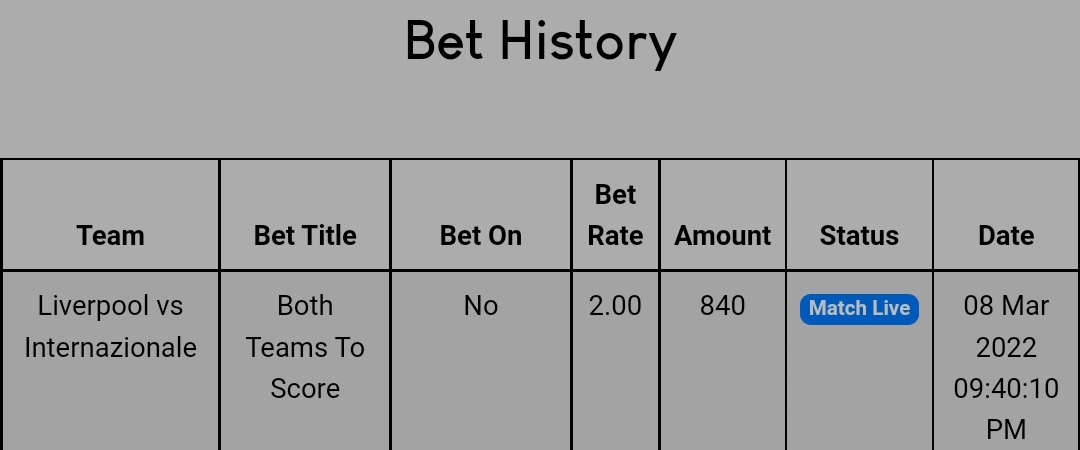 Bet History
Team Bet Title Bet On Bet Rate Amount Status Date
Liverpool vs Internazionale Both Teams To Score No 2.00 840 Match Live 08 Mar 2022 09:40:10 PM